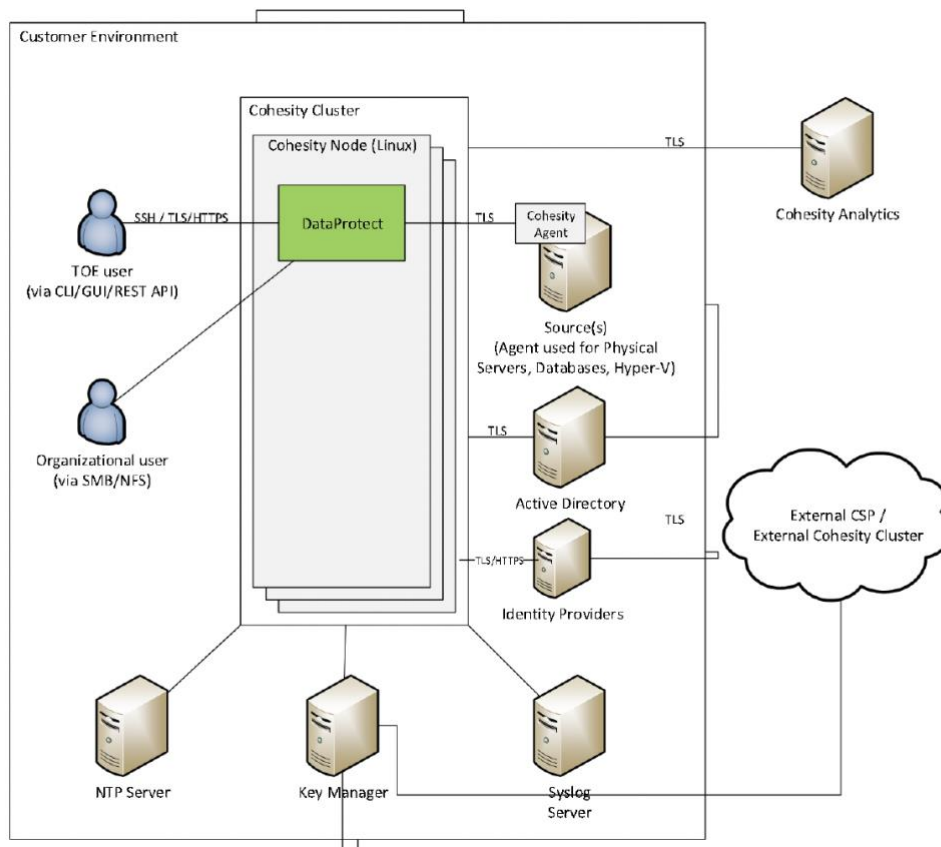 Customer Environment
Cohesity Cluster
Cohesity Node (Linux)
TLS
Cohesity Analytics
SSH / TLS/HTTPS
DataProtect
TLS
Cohesity
Agent
TOE user
(via CLI/GUI/REST API)
Source(s)
(Agent used for Physical
Servers, Databases, Hyper-V)
Organizational user
(via SMB/NFS)
TLS
Active Directory
TLS
External CSP /
External Cohesity Cluster
TLS/HTTPS
Identity Providers
NTP Server
Key Manager
Syslog
Server